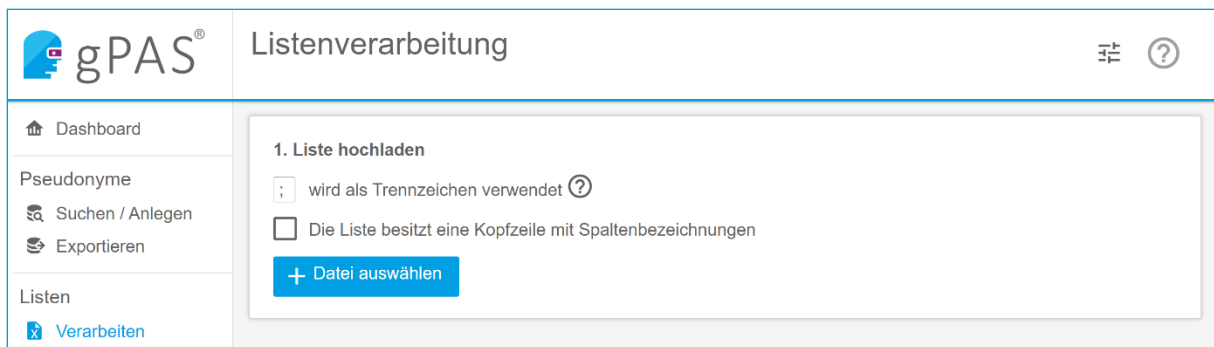 gPAS®
Listenverarbeitung
Dashboard
Pseudonyme
Suchen / Anlegen
Exportieren
Listen
Verarbeiten
1. Liste hochladen
; wird als Trennzeichen verwendet ?
Die Liste besitzt eine Kopfzeile mit Spaltenbezeichnungen
+ Datei auswählen